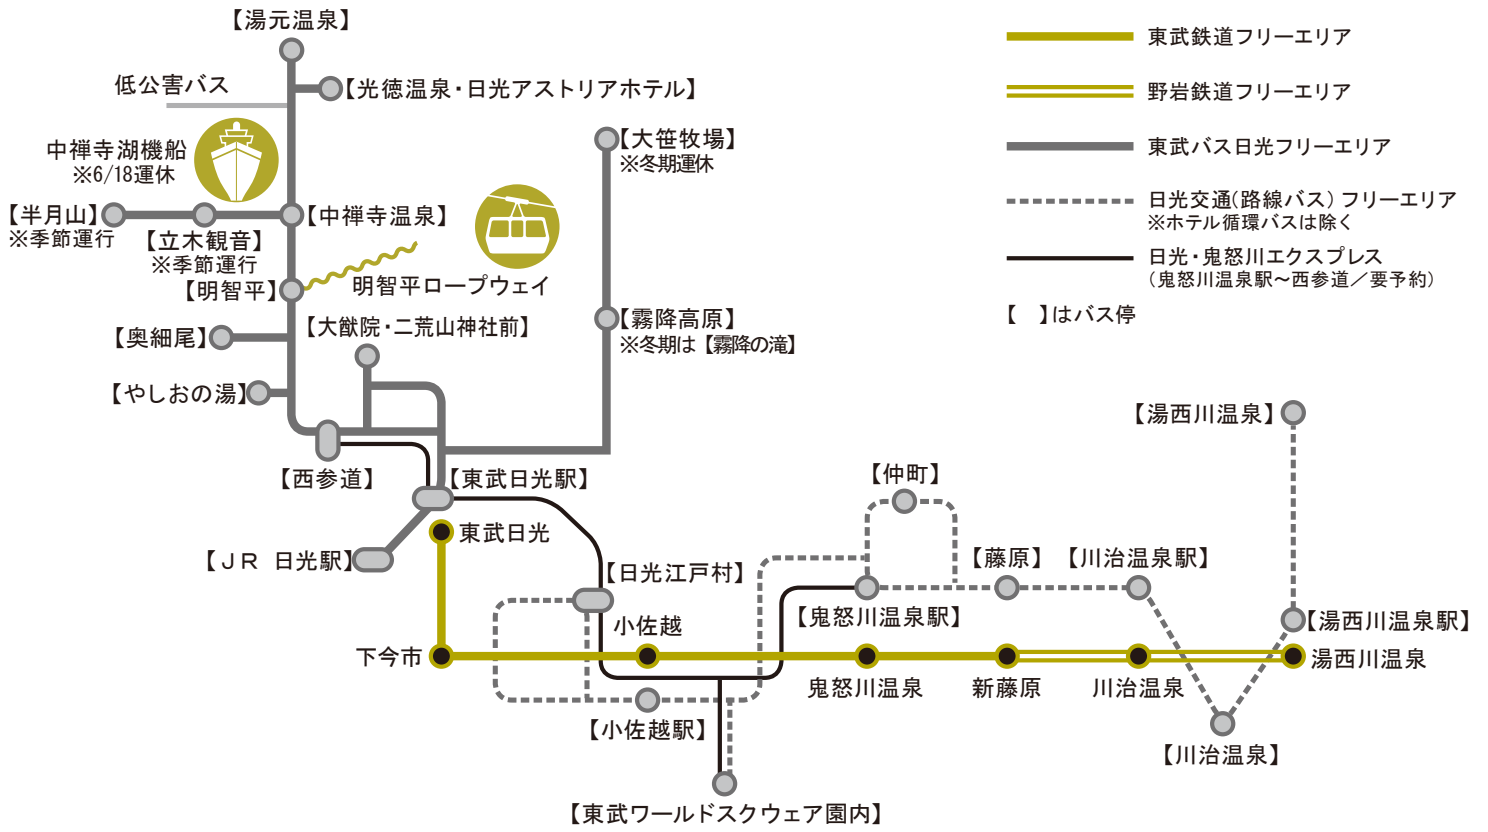 【湯元温泉】
低公害バス
【光徳温泉・日光アストリアホテル】
中禅寺湖機船
※6/18運休
【大笹牧場】
※冬期運休
【半月山】
※季節運行
【立木観音】
※季節運行
【中禅寺温泉】
【明智平】
明智平ロープウェイ
【奥細尾】
【大猷院・二荒山神社前】
【霧降高原】
※冬期は【霧降の滝】
【やしおの湯】
【西参道】
【東武日光駅】
東武日光
【ＪＲ 日光駅】
【日光江戸村】
小佐越
下今市
【小佐越駅】
【東武ワールドスクウェア園内】
【仲町】
【鬼怒川温泉駅】
鬼怒川温泉
【藤原】
新藤原
【川治温泉駅】
川治温泉
【川治温泉】
【湯西川温泉】
【湯西川温泉駅】
湯西川温泉
東武鉄道フリーエリア
野岩鉄道フリーエリア
東武バス日光フリーエリア
日光交通(路線バス) フリーエリア
※ホテル循環バスは除く
日光・鬼怒川エクスプレス
（鬼怒川温泉駅〜西参道／要予約）
【　】はバス停